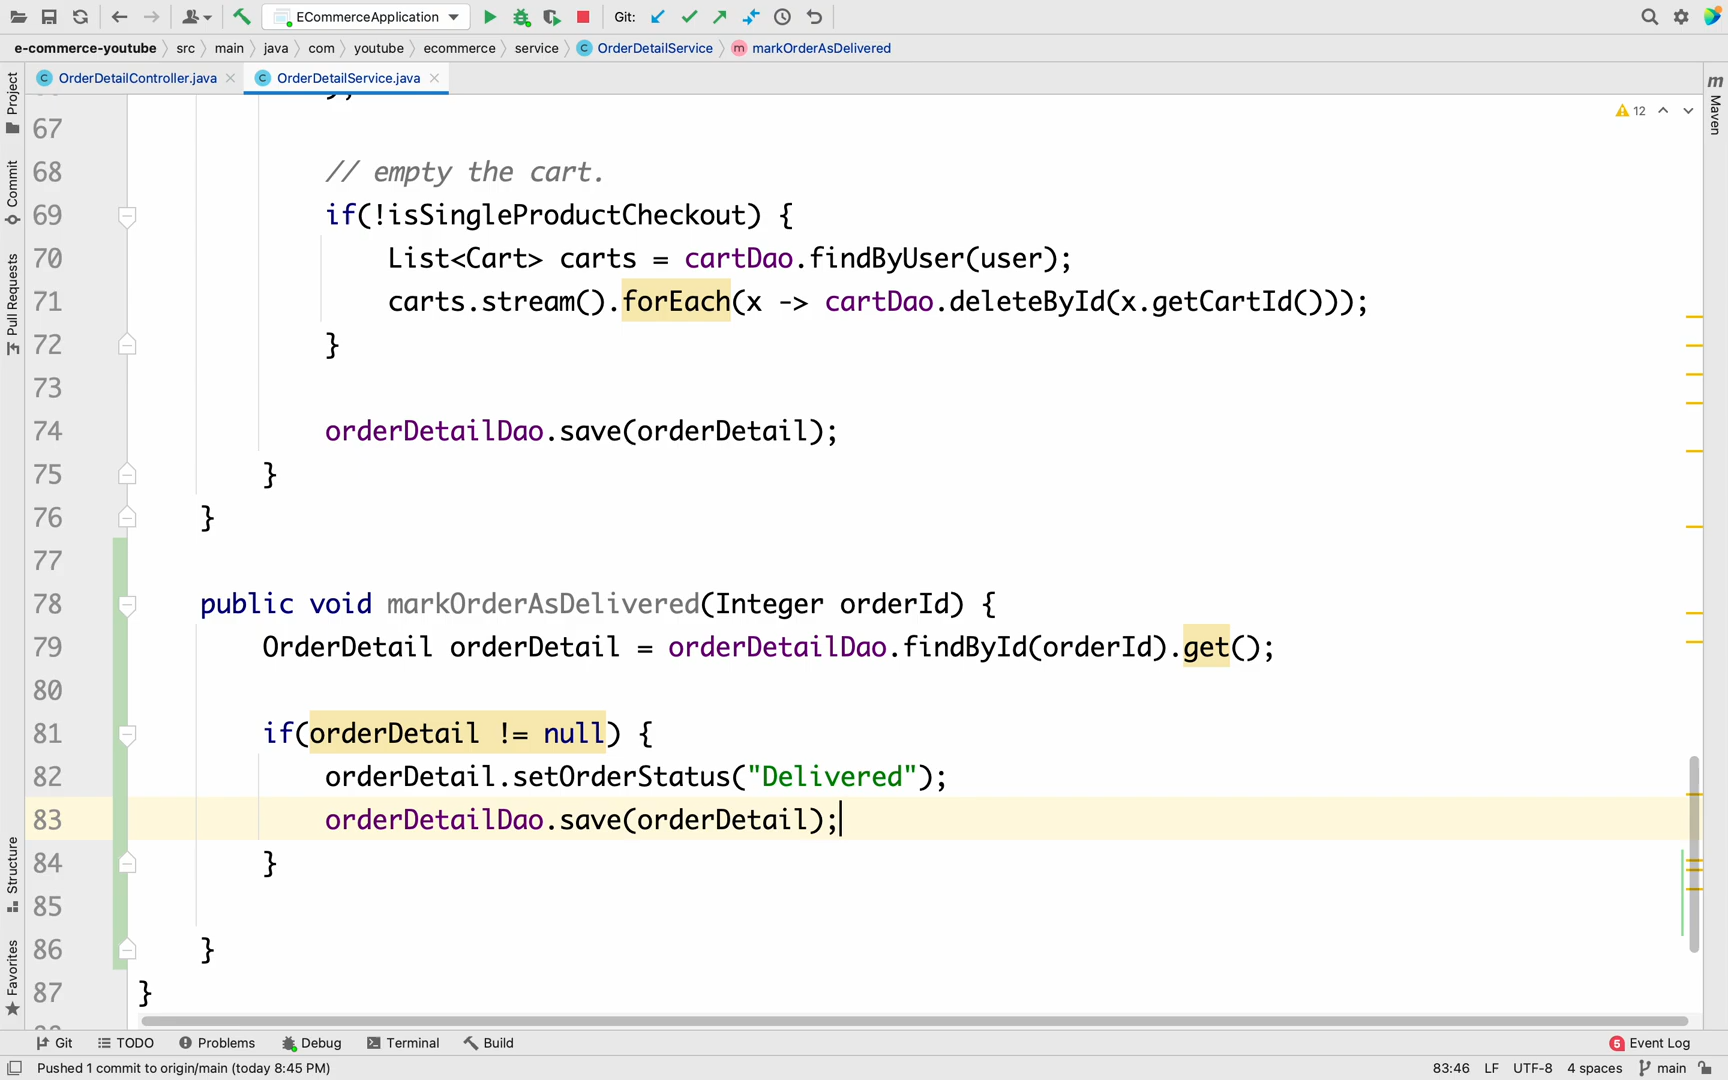 ECommerceApplication Git:
e-commerce-youtube src main java com youtube ecommerce service OrderDetailService markOrderAsDelivered
OrderDetailController.java OrderDetailService.java
Project
Commit
Pull Requests
Structure
Favorites
Maven
12
67
68 // empty the cart.
69 if(!isSingleProductCheckout) {
70 List<Cart> carts = cartDao.findByUser(user);
71 carts.stream().forEach(x -> cartDao.deleteById(x.getCartId()));
72 }
73
74 orderDetailDao.save(orderDetail);
75 }
76 }
77
78 public void markOrderAsDelivered(Integer orderId) {
79 OrderDetail orderDetail = orderDetailDao.findById(orderId).get();
80
81 if(orderDetail != null) {
82 orderDetail.setOrderStatus("Delivered");
83 orderDetailDao.save(orderDetail);
84 }
85
86 }
87 }
Git TODO Problems Debug Terminal Build 5 Event Log
Pushed 1 commit to origin/main (today 8:45 PM) 83:46 LF UTF-8 4 spaces main